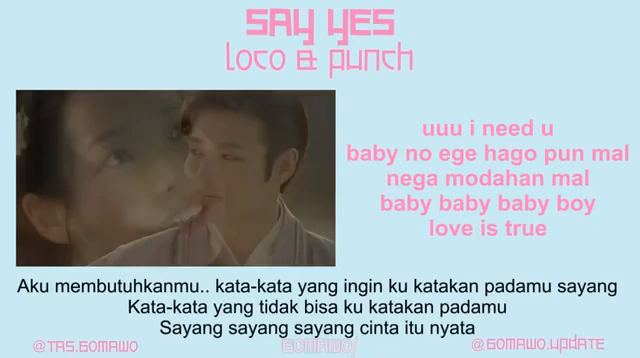 SAY YES
LOCO & PUNCH
uuu i need u
baby no ege hago pun mal
nega modahan mal
baby baby baby boy
love is true
Aku membutuhkanmu.. kata-kata yang ingin ku katakan padamu sayang
Kata-kata yang tidak bisa ku katakan padamu
Sayang sayang sayang cinta itu nyata
@TAS.GOMAWO
GOMAWO/
@GOMAWO.UPDATE